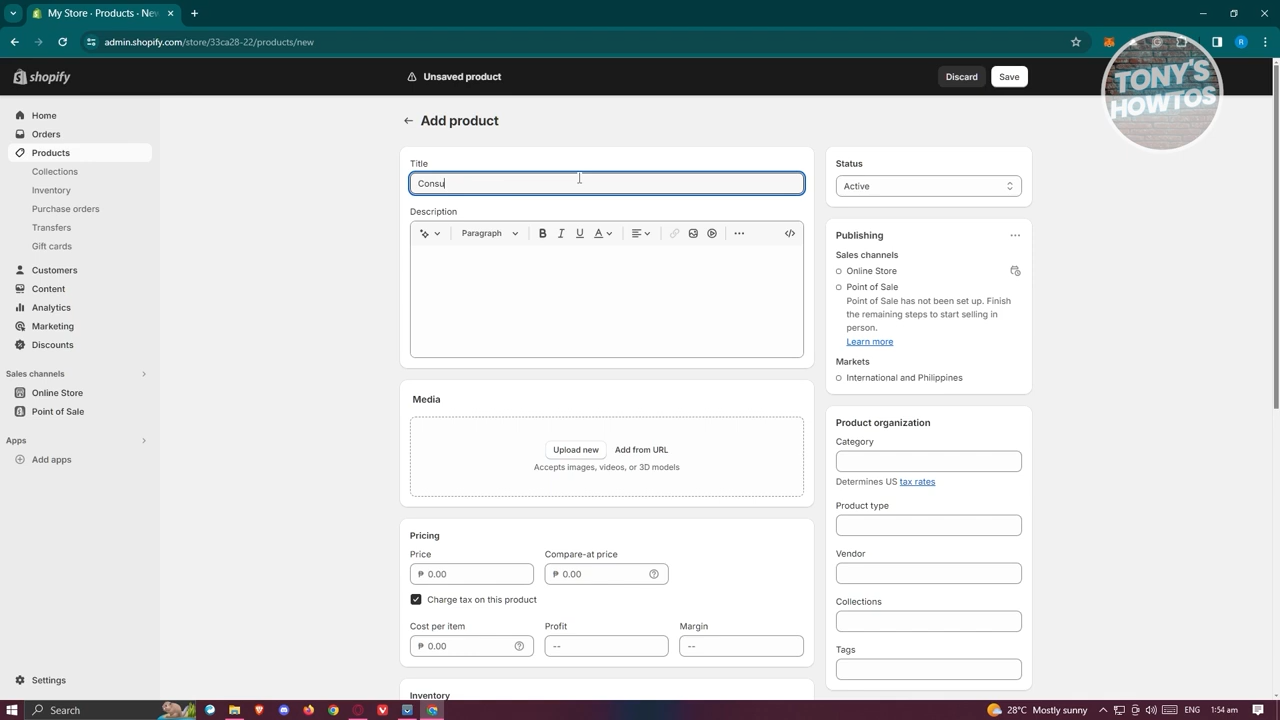 My Store · Products · Nev
admin.shopify.com/store/33ca28-22/products/new
R
shopify
Unsaved product
Discard
Save
TONY'S
HOWTOS
Home
Orders
Products
Collections
Inventory
Purchase orders
Transfers
Gift cards
Customers
Content
Analytics
Marketing
Discounts
Sales channels
Online Store
Point of Sale
Apps
Add apps
Settings
Add product
Title
Consu
Description
Paragraph
B I U A
Media
Upload new
Add from URL
Accepts images, videos, or 3D models
Pricing
Price
Compare-at price
₱ 0.00
₱ 0.00
Charge tax on this product
Cost per item
Profit
Margin
₱ 0.00
--
--
Inventory
Status
Active
Publishing
Sales channels
Online Store
Point of Sale
Point of Sale has not been set up. Finish
the remaining steps to start selling in
person.
Learn more
Markets
International and Philippines
Product organization
Category
Determines US tax rates
Product type
Vendor
Collections
Tags
Search
28°C Mostly sunny
ENG
1:54 am